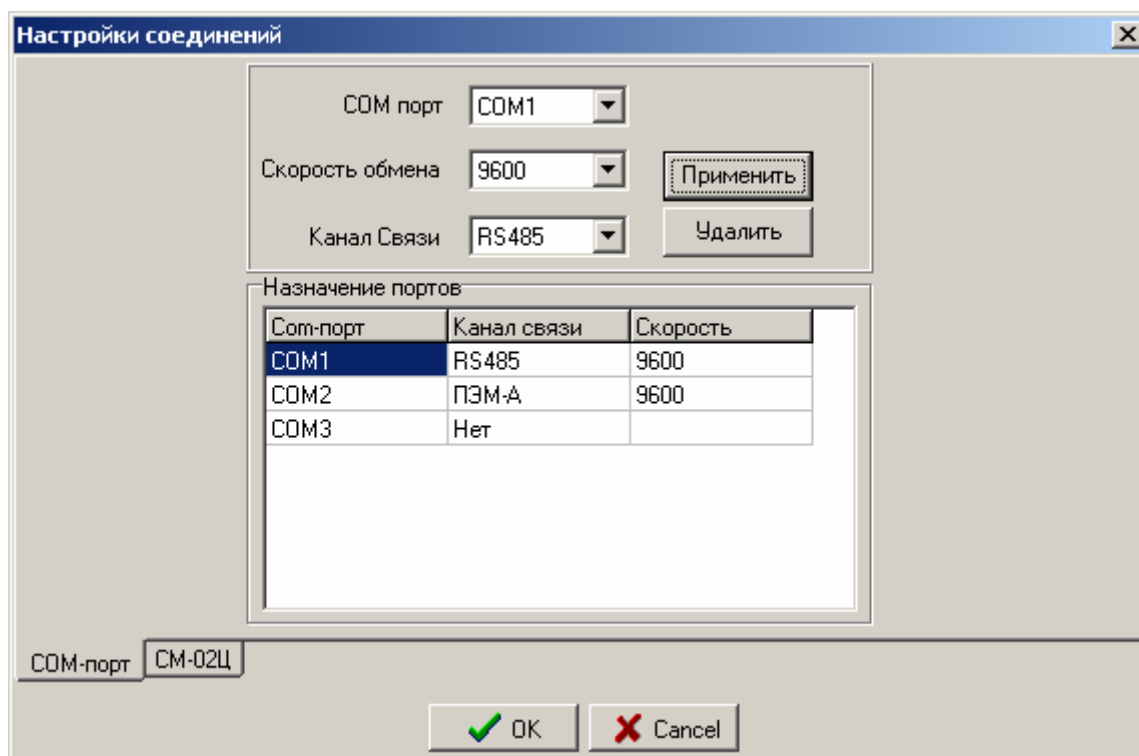 Настройки соединений
COM порт COM1
Скорость обмена 9600
Применить
Канал Связи RS485
Удалить
Назначение портов
Com-порт Канал связи Скорость
COM1 RS485 9600
COM2 ПЭМ-А 9600
COM3 Нет
COM-порт СМ-02Ц
OK Cancel